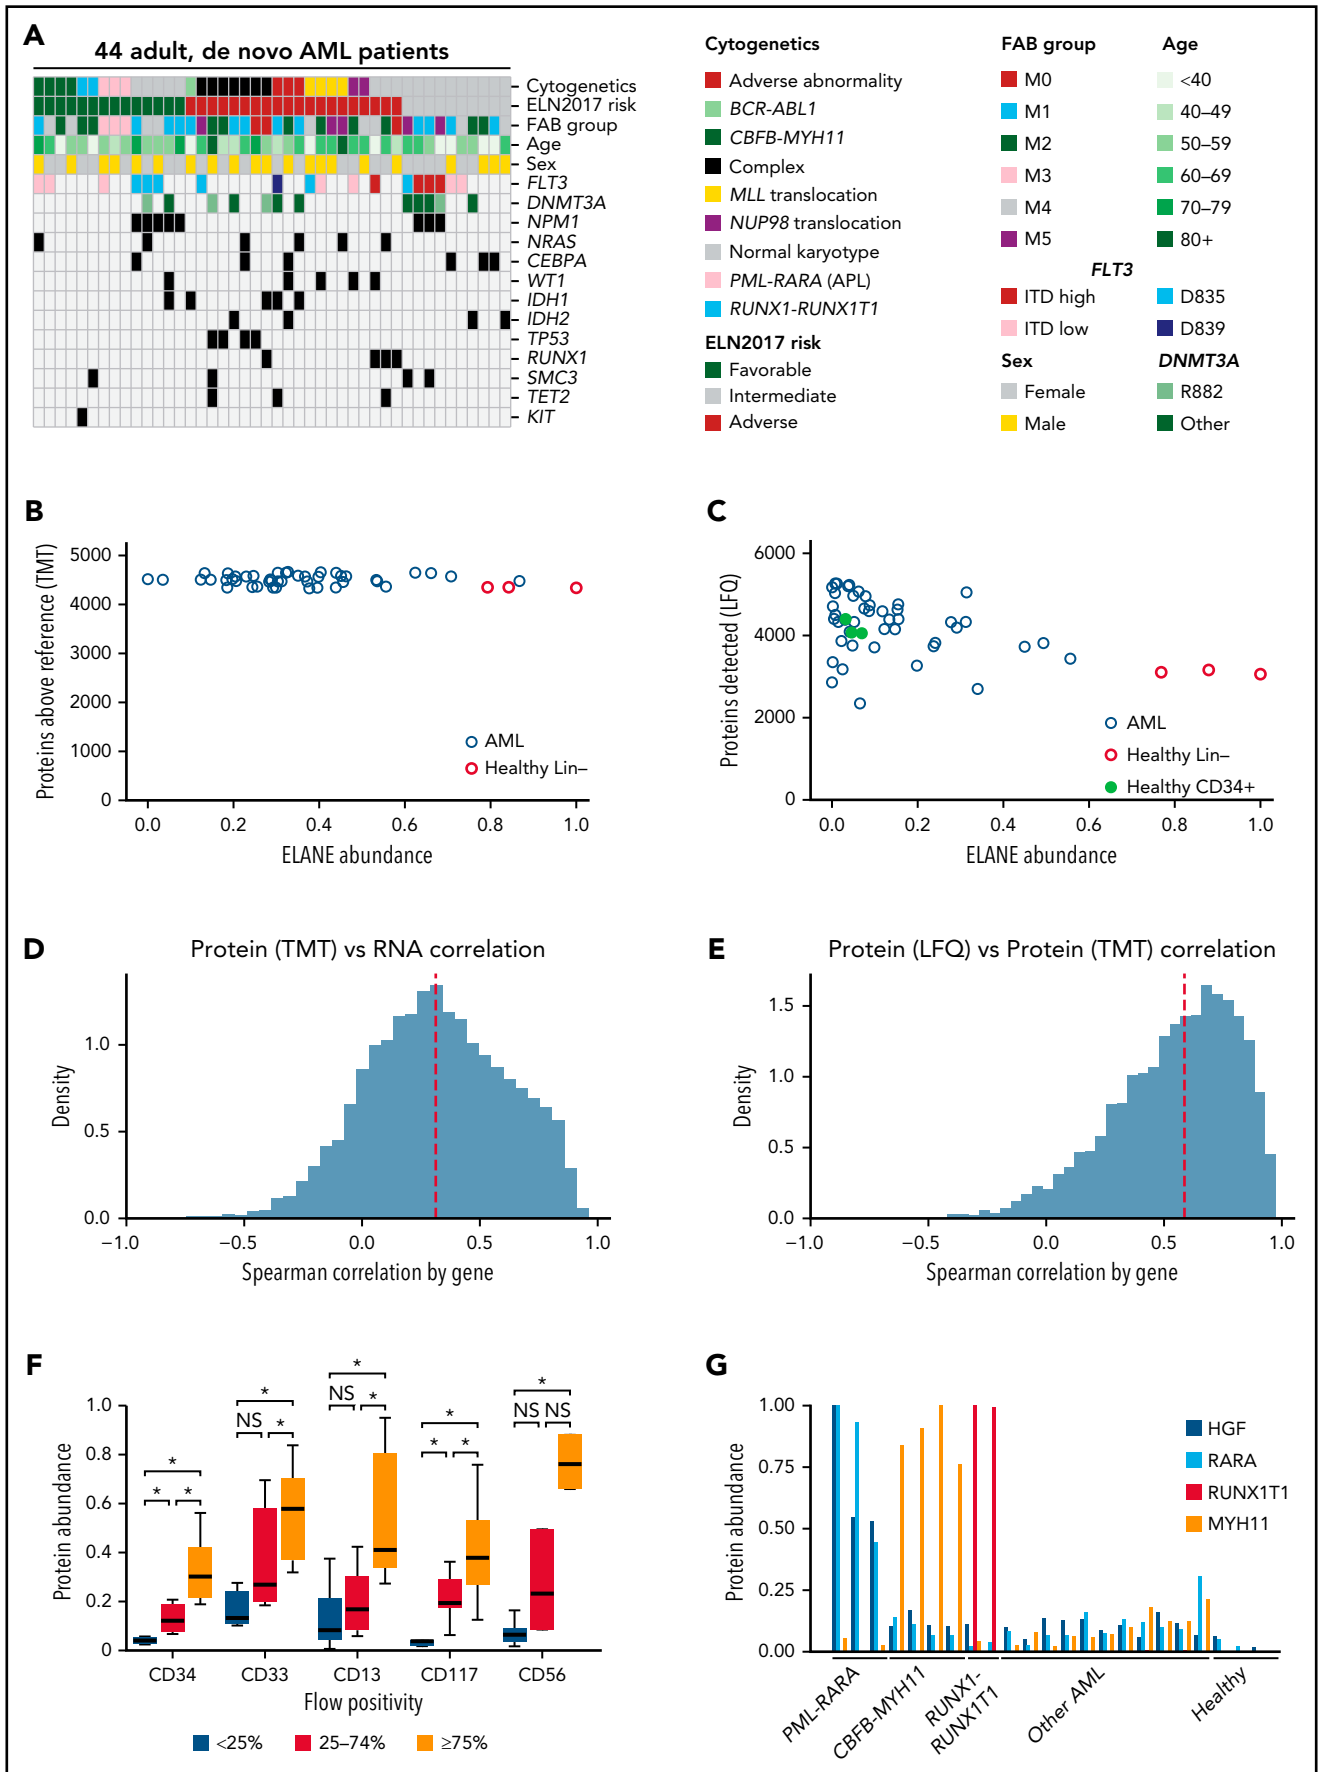 A
44 adult, de novo AML patients
Cytogenetics
ELN2017 risk
FAB group
Age
Sex
FLT3
DNMT3A
NPM1
NRAS
CEBPA
WT1
IDH1
IDH2
TP53
RUNX1
SMC3
TET2
KIT
Cytogenetics
Adverse abnormality
BCR-ABL1
CBFB-MYH11
Complex
MLL translocation
NUP98 translocation
Normal karyotype
PML-RARA (APL)
RUNX1-RUNX1T1
ELN2017 risk
Favorable
Intermediate
Adverse
FAB group
M0
M1
M2
M3
M4
M5
Age
<40
40–49
50–59
60–69
70–79
80+
FLT3
ITD high
ITD low
D835
D839
Sex
Female
Male
DNMT3A
R882
Other
B
Proteins above reference (TMT)
5000
4000
3000
2000
1000
0
AML
Healthy Lin–
0.0 0.2 0.4 0.6 0.8 1.0
ELANE abundance
C
Proteins detected (LFQ)
6000
4000
2000
0
AML
Healthy Lin–
Healthy CD34+
0.0 0.2 0.4 0.6 0.8 1.0
ELANE abundance
D
Protein (TMT) vs RNA correlation
Density
1.0
0.5
0.0
−1.0 −0.5 0.0 0.5 1.0
Spearman correlation by gene
E
Protein (LFQ) vs Protein (TMT) correlation
Density
1.5
1.0
0.5
0.0
−1.0 −0.5 0.0 0.5 1.0
Spearman correlation by gene
F
Protein abundance
1.0
0.8
0.6
0.4
0.2
0
*
* *
*
NS *
*
NS *
*
* *
*
NS NS
CD34 CD33 CD13 CD117 CD56
Flow positivity
<25% 25–74% ≥75%
G
Protein abundance
1.00
0.75
0.50
0.25
0.00
HGF
RARA
RUNX1T1
MYH11
PML-RARA
CBFB-MYH11
RUNX1-
RUNX1T1
Other AML
Healthy